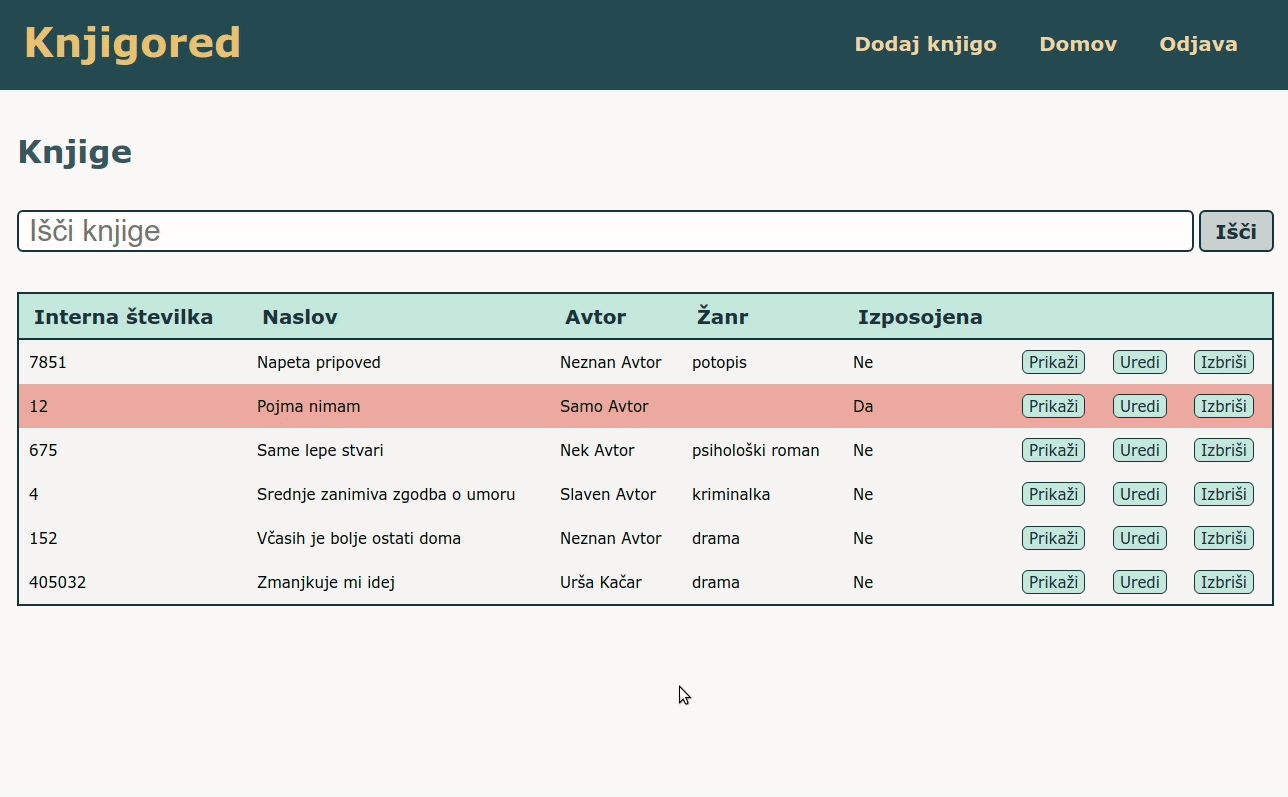 Knjigored Dodaj knjigo Domov Odjava
Knjige
Išči knjige Išči
Interna številka Naslov Avtor Žanr Izposojena
7851 Napeta pripoved Neznan Avtor potopis Ne Prikaži Uredi Izbriši
12 Pojma nimam Samo Avtor Da Prikaži Uredi Izbriši
675 Same lepe stvari Nek Avtor psihološki roman Ne Prikaži Uredi Izbriši
4 Srednje zanimiva zgodba o umoru Slaven Avtor kriminalka Ne Prikaži Uredi Izbriši
152 Včasih je bolje ostati doma Neznan Avtor drama Ne Prikaži Uredi Izbriši
405032 Zmanjkuje mi idej Urša Kačar drama Ne Prikaži Uredi Izbriši